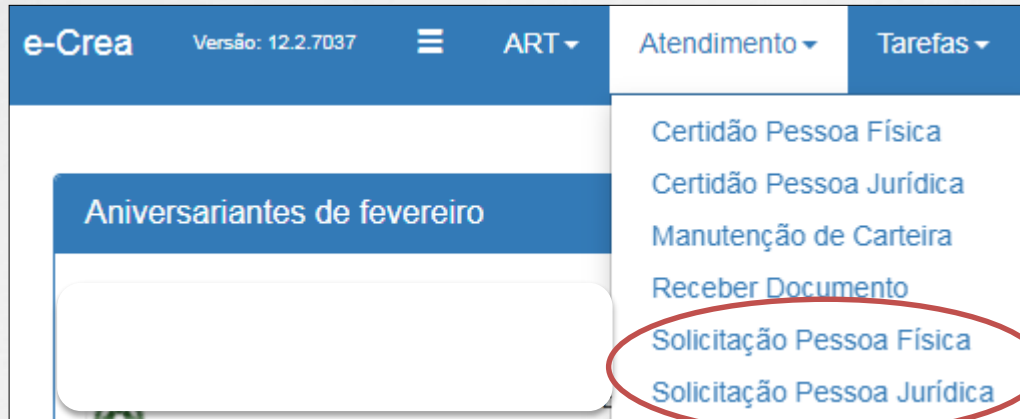 e-Crea Versão: 12.2.7037 ART Atendimento Tarefas
Certidão Pessoa Física
Certidão Pessoa Jurídica
Aniversariantes de fevereiro
Manutenção de Carteira
Receber Documento
Solicitação Pessoa Física
Solicitação Pessoa Jurídica